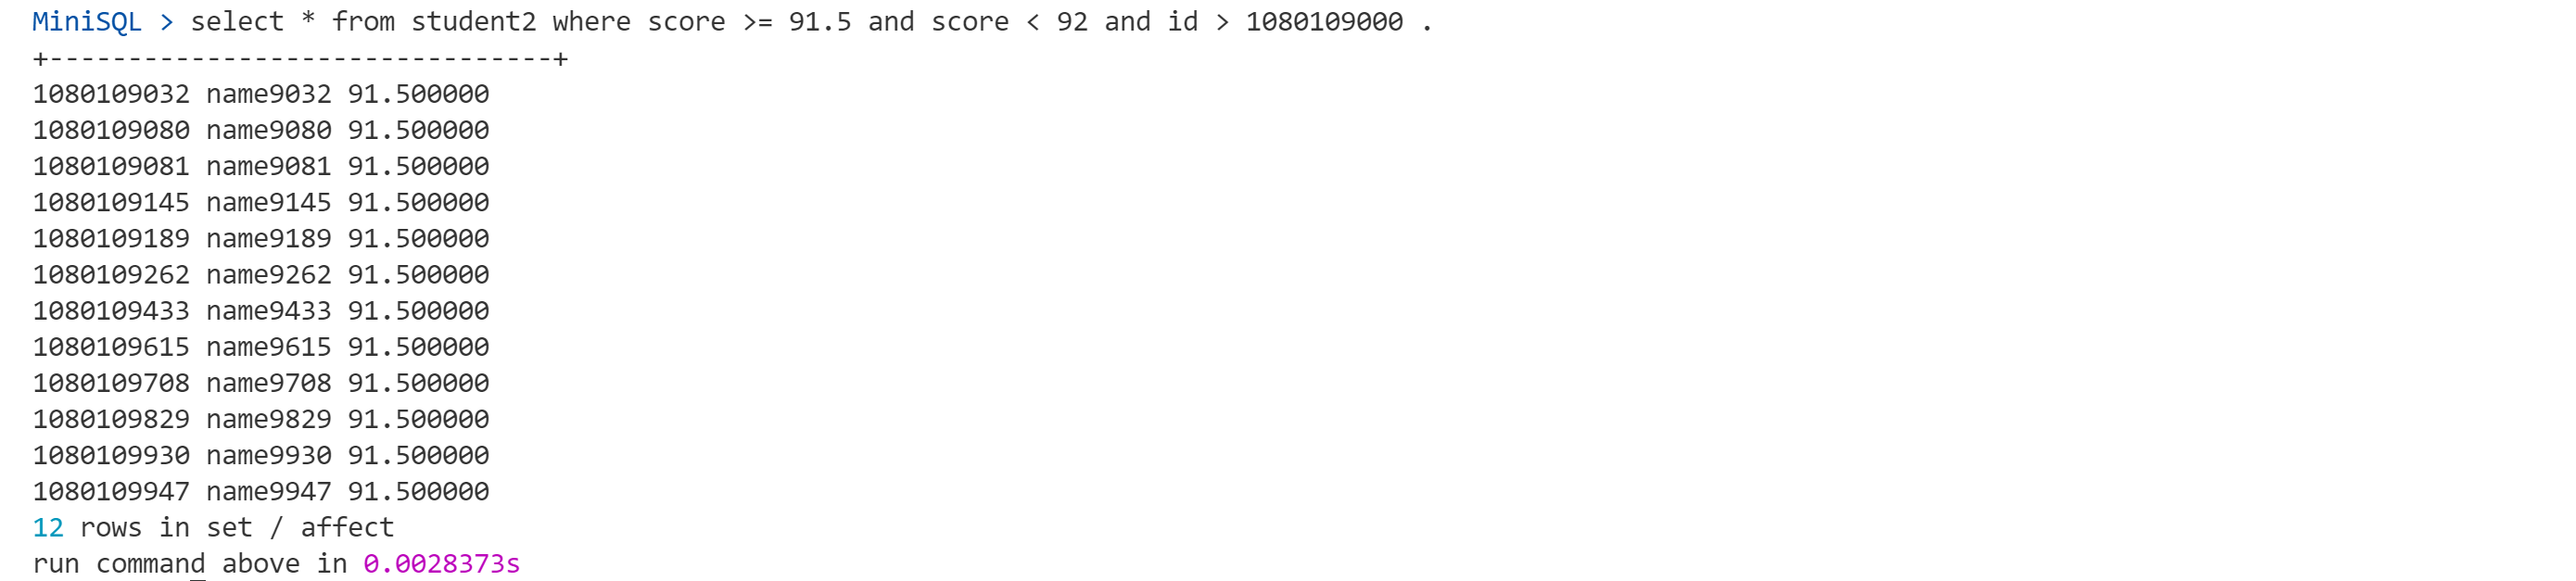 MiniSQL > select * from student2 where score >= 91.5 and score < 92 and id > 1080109000 .
+--------------------------------+
1080109032 name9032 91.500000
1080109080 name9080 91.500000
1080109081 name9081 91.500000
1080109145 name9145 91.500000
1080109189 name9189 91.500000
1080109262 name9262 91.500000
1080109433 name9433 91.500000
1080109615 name9615 91.500000
1080109708 name9708 91.500000
1080109829 name9829 91.500000
1080109930 name9930 91.500000
1080109947 name9947 91.500000
12 rows in set / affect
run command above in 0.0028373s